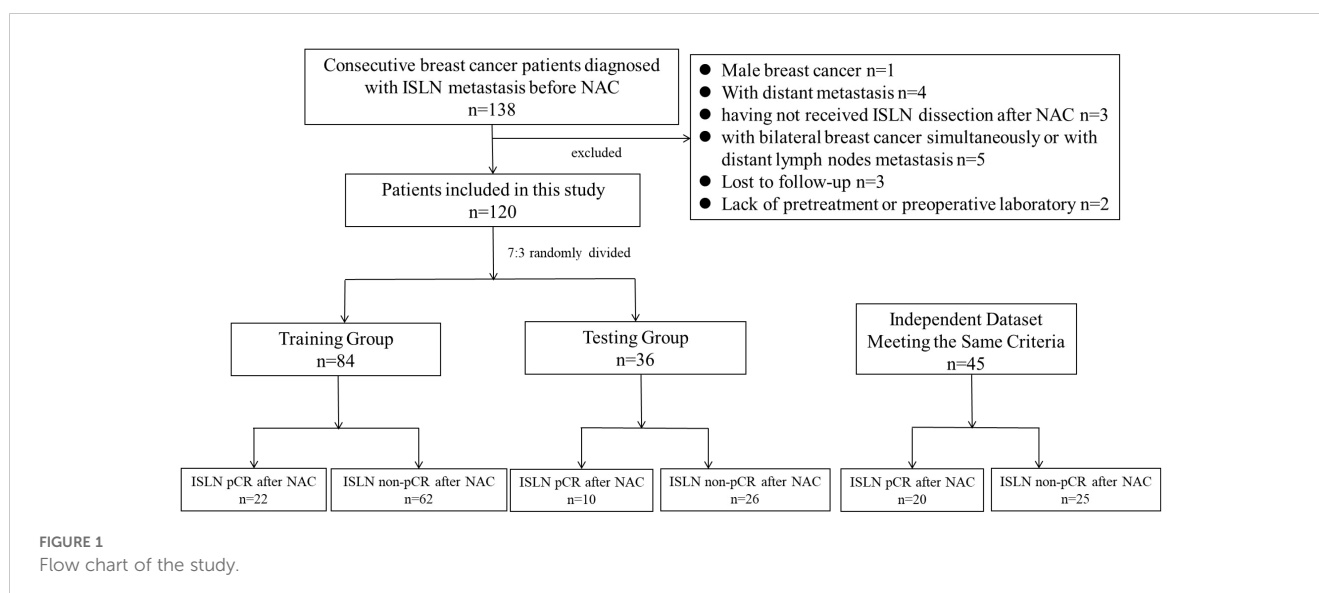 Consecutive breast cancer patients diagnosed
with ISLN metastasis before NAC
n=138
● Male breast cancer n=1
● With distant metastasis n=4
● having not received ISLN dissection after NAC n=3
● with bilateral breast cancer simultaneously or with
distant lymph nodes metastasis n=5
● Lost to follow-up n=3
● Lack of pretreatment or preoperative laboratory n=2
excluded
Patients included in this study
n=120
7:3 randomly divided
Training Group
n=84
Testing Group
n=36
Independent Dataset
Meeting the Same Criteria
n=45
ISLN pCR after NAC
n=22
ISLN non-pCR after NAC
n=62
ISLN pCR after NAC
n=10
ISLN non-pCR after NAC
n=26
ISLN pCR after NAC
n=20
ISLN non-pCR after NAC
n=25
FIGURE 1
Flow chart of the study.